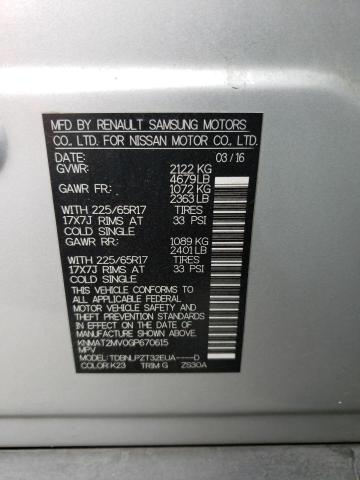 MFD BY RENAULT SAMSUNG MOTORS
CO., LTD. FOR NISSAN MOTOR CO., LTD.
DATE: 03/16
GVWR: 2122 KG
4679LB
GAWR FR: 1072 KG
2363 LB
WITH 225/65R17 TIRES
17X7J RIMS AT 33 PSI
COLD SINGLE
GAWR RR: 1089 KG
2401 LB
WITH 225/65R17 TIRES
17X7J RIMS AT 33 PSI
COLD SINGLE
THIS VEHICLE CONFORMS TO
ALL APPLICABLE FEDERAL
MOTOR VEHICLE SAFETY, BUMPER,
AND THEFT PREVENTION STANDARDS
IN EFFECT ON THE DATE OF
MANUFACTURE SHOWN ABOVE.
KNMAT2MV0GP670615
MPV
MODEL:TDBNLPZT32EUA----D
COLOR:K23 TRIM G ZS30A